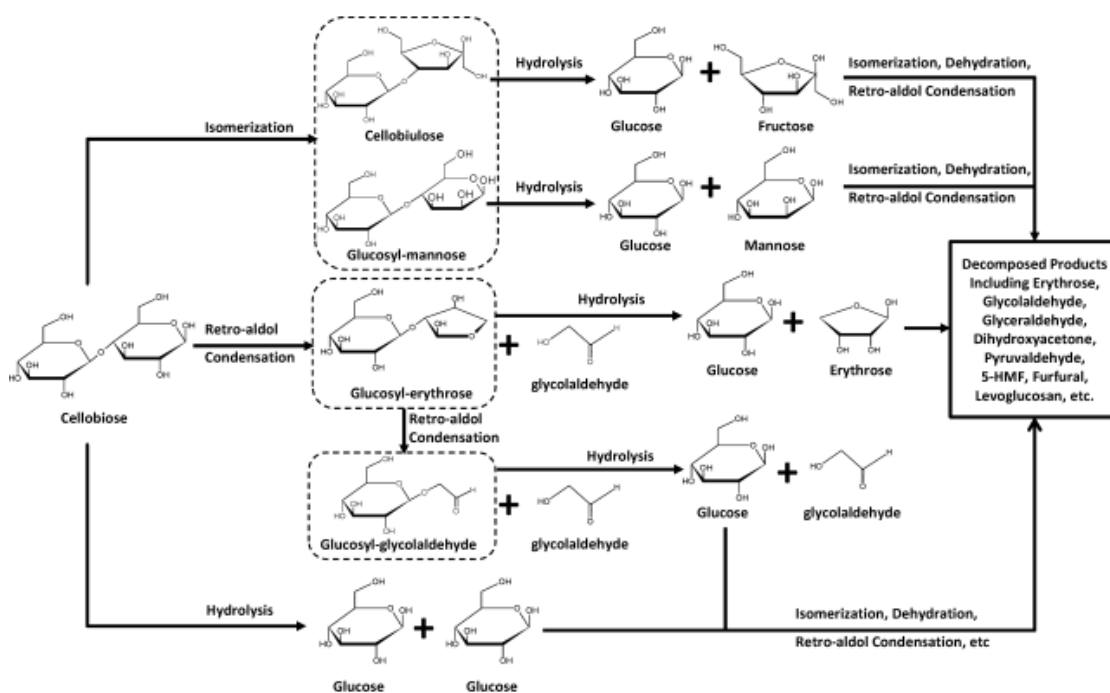 Isomerization
Cellobiulose
Hydrolysis
Glucose
Fructose
Isomerization, Dehydration,
Retro-aldol Condensation
Glucosyl-mannose
Hydrolysis
Glucose
Mannose
Isomerization, Dehydration,
Retro-aldol Condensation
Cellobiose
Retro-aldol
Condensation
Glucosyl-erythrose
glycolaldehyde
Hydrolysis
Glucose
Erythrose
Decomposed Products
Including Erythrose,
Glycolaldehyde,
Glyceraldehyde,
Dihydroxyacetone,
Pyruvaldehyde,
5-HMF, Furfural,
Levoglucosan, etc.
Retro-aldol
Condensation
Glucosyl-glycolaldehyde
glycolaldehyde
Hydrolysis
Glucose
glycolaldehyde
Hydrolysis
Glucose
Glucose
Isomerization, Dehydration,
Retro-aldol Condensation, etc